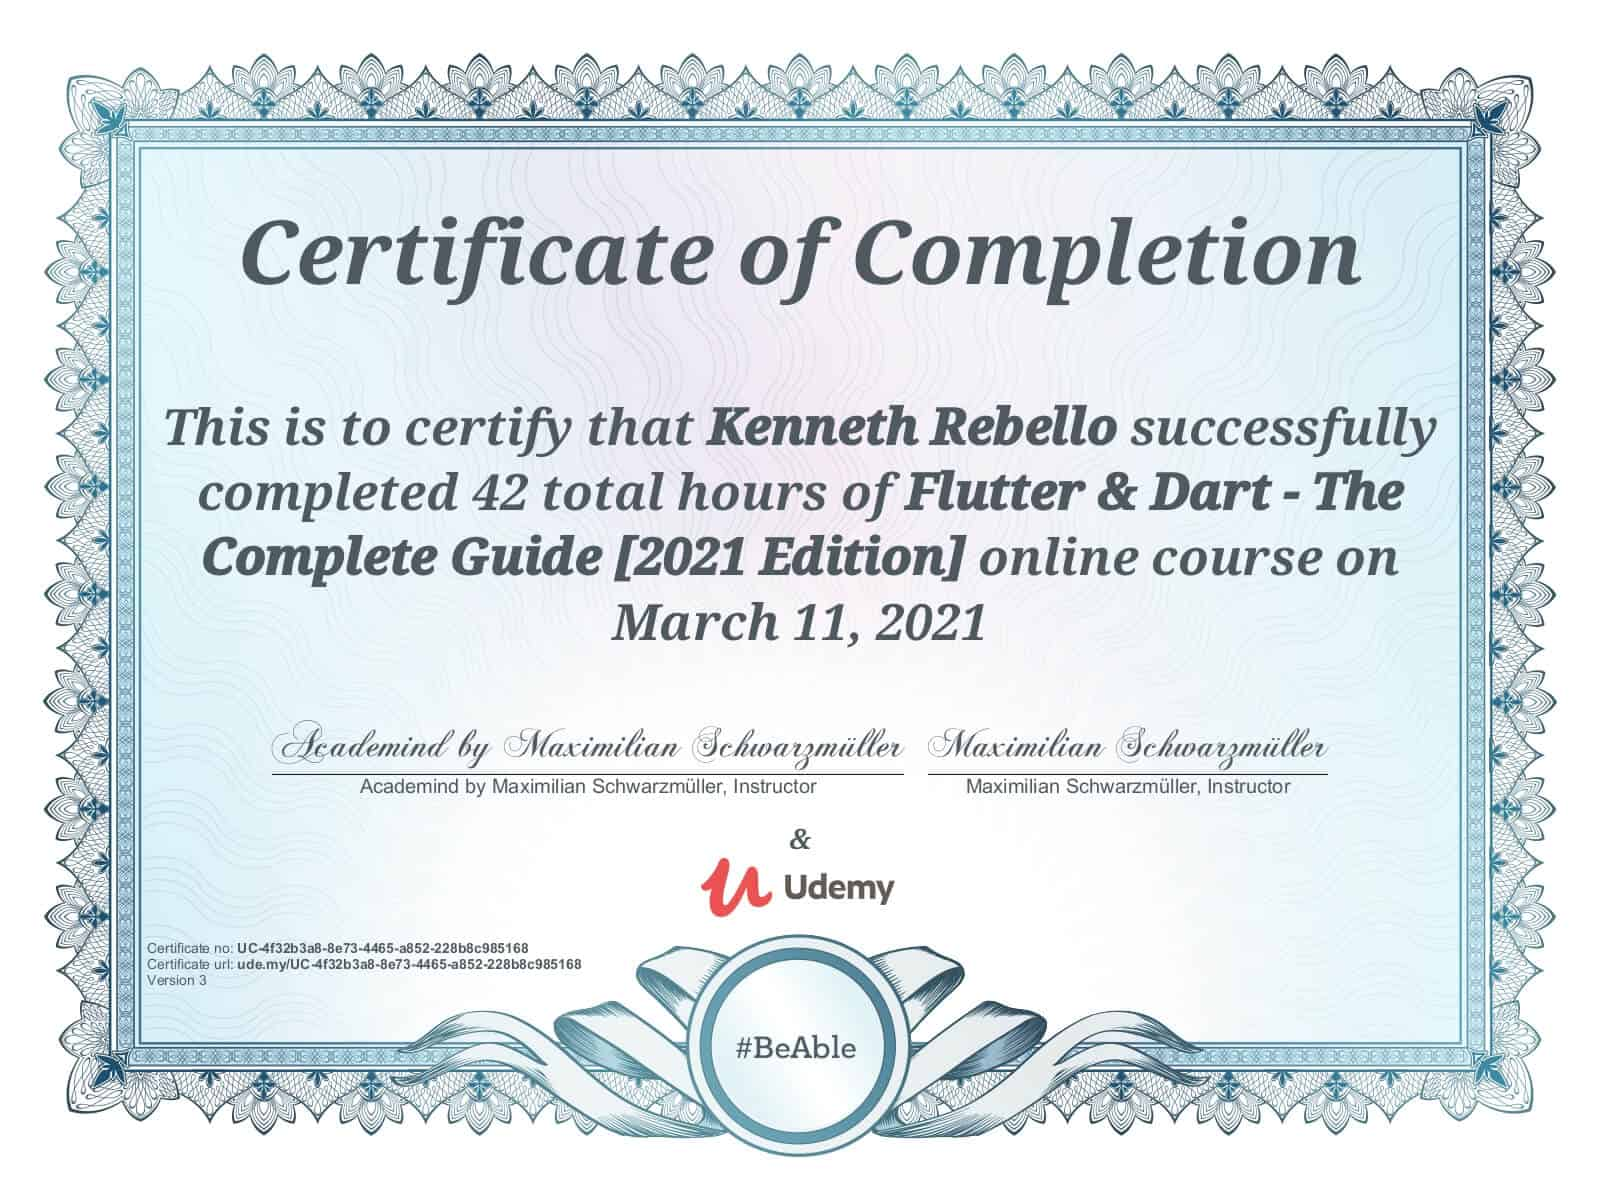 Certificate of Completion
This is to certify that Kenneth Rebello successfully
completed 42 total hours of Flutter & Dart - The
Complete Guide [2021 Edition] online course on
March 11, 2021
Academind by Maximilian Schwarzmüller Maximilian Schwarzmüller
Academind by Maximilian Schwarzmüller, Instructor Maximilian Schwarzmüller, Instructor
&
Udemy
Certificate no: UC-4f32b3a8-8e73-4465-a852-228b8c985168
Certificate url: ude.my/UC-4f32b3a8-8e73-4465-a852-228b8c985168
Version 3
#BeAble